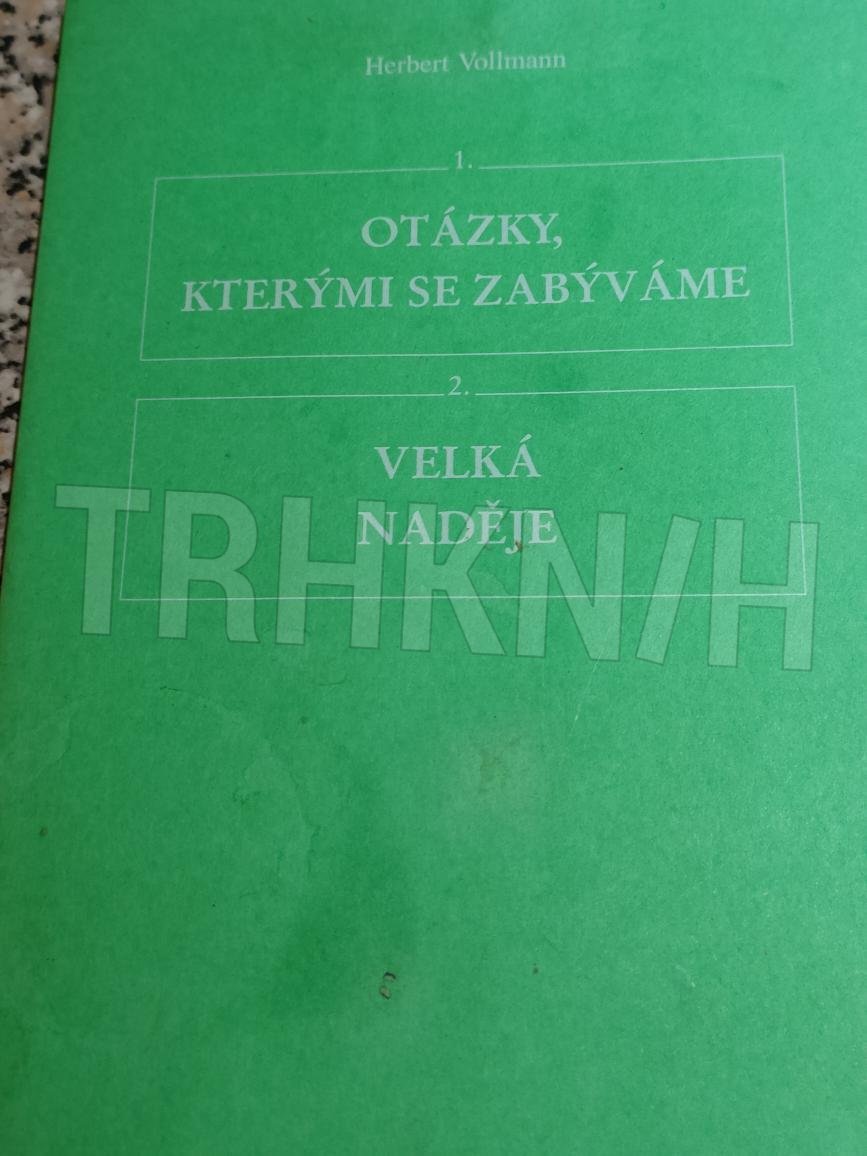 Herbert Vollmann
1.
OTÁZKY,
KTERÝMI SE ZABÝVÁME
2.
VELKÁ
NADĚJE
TRHKN/H